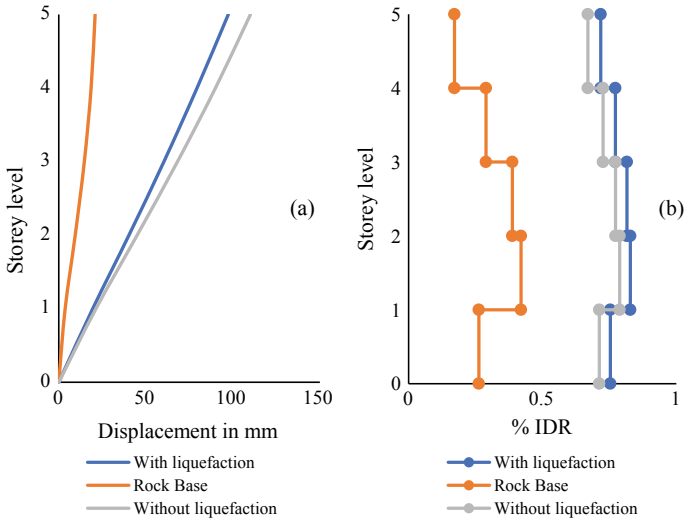 5
4
3
2
1
0
Storey level
(a)
0 50 100 150
Displacement in mm
With liquefaction
Rock Base
Without liquefaction
5
4
3
2
1
0
Storey level
(b)
0 0.5 1
% IDR
With liquefaction
Rock Base
Without liquefaction